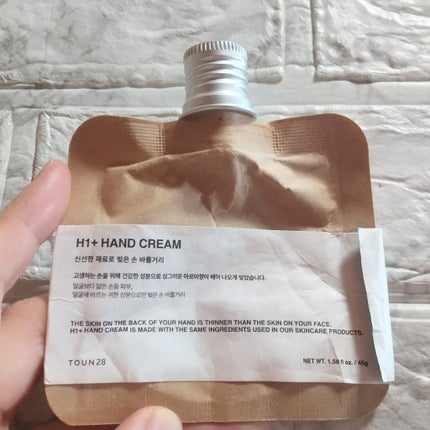 H1+ HAND CREAM
신선한 재료로 빚은 손 바를거리
고생하는 손을 위해 건강한 성분으로 싱그러운 아로마향이 배어 나오게 빚었습니다.
얼굴보다 얇은 손등 피부,
얼굴에 바르는 귀한 성분으로만 빚은 손 바를거리
THE SKIN ON THE BACK OF YOUR HAND IS THINNER THAN THE SKIN ON YOUR FACE.
H1+ HAND CREAM IS MADE WITH THE SAME INGREDIENTS USED IN OUR SKINCARE PRODUCTS.
TOUN28 NET WT. 1.59 fl oz. / 45g